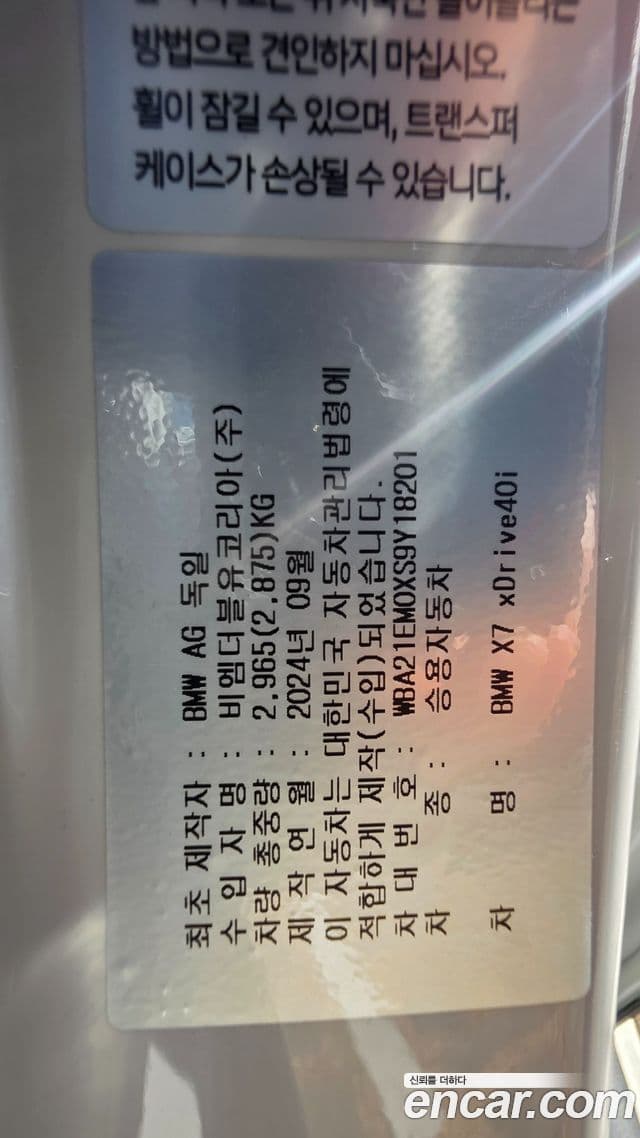 방법으로 견인하지 마십시오.
휠이 잠길 수 있으며, 트랜스퍼
케이스가 손상될 수 있습니다.
최초 제작자 : BMW AG 독일
수 입 자 명 : 비엠더블유코리아(주)
차량 총중량 : 2,965(2,875)KG
제 작 연 월 : 2024년 09월
이 자동차는 대한민국 자동차관리법령에
적합하게 제작(수입)되었습니다.
차 대 번 호 : WBA21EM0XS9Y18201
차 종 : 승용자동차
차 명 : BMW X7 xDrive40i
신뢰를 더하다
encar.com